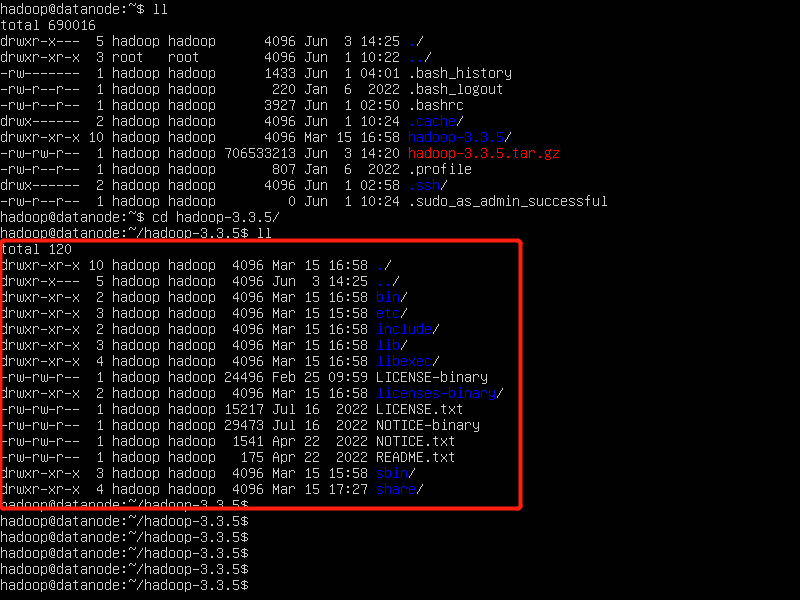 hadoop@datanode:~$ ll
total 690016
drwxr-x---  5 hadoop hadoop      4096 Jun  3 14:25 ./
drwxr-xr-x  3 root   root        4096 Jun  1 10:22 ../
-rw-------  1 hadoop hadoop      1433 Jun  1 04:01 .bash_history
-rw-r--r--  1 hadoop hadoop       220 Jan  6  2022 .bash_logout
-rw-r--r--  1 hadoop hadoop      3927 Jun  1 02:50 .bashrc
drwx------  2 hadoop hadoop      4096 Jun  1 10:24 .cache/
drwxr-xr-x 10 hadoop hadoop      4096 Mar 15 16:58 hadoop-3.3.5/
-rw-rw-r--  1 hadoop hadoop 706533213 Jun  3 14:20 hadoop-3.3.5.tar.gz
-rw-r--r--  1 hadoop hadoop       807 Jan  6  2022 .profile
drwx------  2 hadoop hadoop      4096 Jun  1 02:58 .ssh/
-rw-r--r--  1 hadoop hadoop         0 Jun  1 10:24 .sudo_as_admin_successful
hadoop@datanode:~$ cd hadoop-3.3.5/
hadoop@datanode:~/hadoop-3.3.5$ ll
total 120
drwxr-xr-x 10 hadoop hadoop  4096 Mar 15 16:58 ./
drwxr-x---  5 hadoop hadoop  4096 Jun  3 14:25 ../
drwxr-xr-x  2 hadoop hadoop  4096 Mar 15 16:58 bin/
drwxr-xr-x  3 hadoop hadoop  4096 Mar 15 15:58 etc/
drwxr-xr-x  2 hadoop hadoop  4096 Mar 15 16:58 include/
drwxr-xr-x  3 hadoop hadoop  4096 Mar 15 16:58 lib/
drwxr-xr-x  4 hadoop hadoop  4096 Mar 15 16:58 libexec/
-rw-rw-r--  1 hadoop hadoop 24496 Feb 25 09:59 LICENSE-binary
drwxr-xr-x  2 hadoop hadoop  4096 Mar 15 16:58 licenses-binary/
-rw-rw-r--  1 hadoop hadoop 15217 Jul 16  2022 LICENSE.txt
-rw-rw-r--  1 hadoop hadoop 29473 Jul 16  2022 NOTICE-binary
-rw-rw-r--  1 hadoop hadoop  1541 Apr 22  2022 NOTICE.txt
-rw-rw-r--  1 hadoop hadoop   175 Apr 22  2022 README.txt
drwxr-xr-x  3 hadoop hadoop  4096 Mar 15 15:58 sbin/
drwxr-xr-x  4 hadoop hadoop  4096 Mar 15 17:27 share/
hadoop@datanode:~/hadoop-3.3.5$
hadoop@datanode:~/hadoop-3.3.5$
hadoop@datanode:~/hadoop-3.3.5$
hadoop@datanode:~/hadoop-3.3.5$
hadoop@datanode:~/hadoop-3.3.5$
hadoop@datanode:~/hadoop-3.3.5$